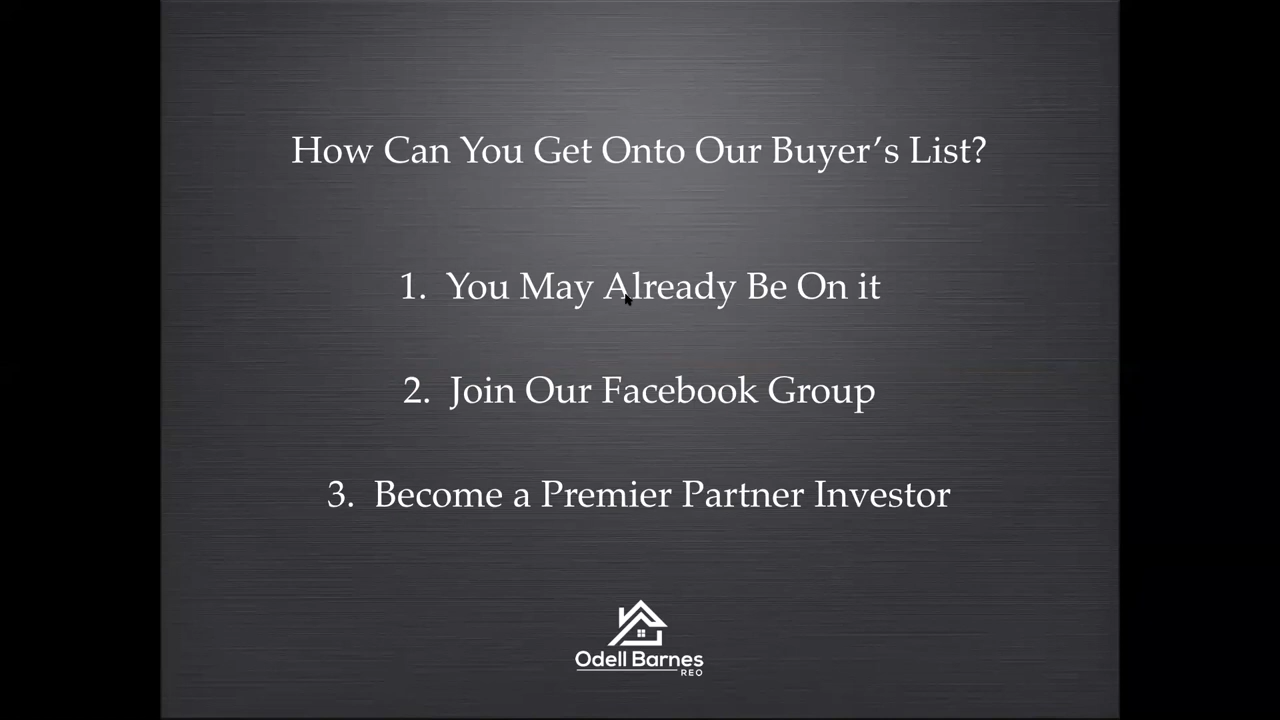 How Can You Get Onto Our Buyer’s List?
1. You May Already Be On it
2. Join Our Facebook Group
3. Become a Premier Partner Investor
Odell Barnes
REO